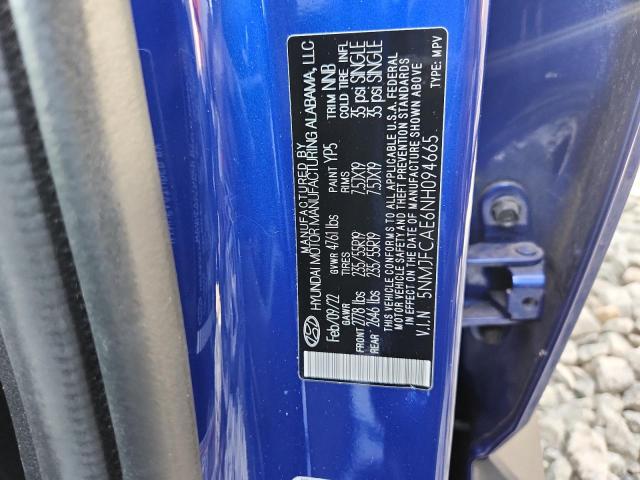 MANUFACTURED BY
HYUNDAI MOTOR MANUFACTURING ALABAMA, LLC
Feb/09/22 GVWR 4761 lbs PAINT YP5 TRIM NNB
GAWR TIRES RIMS COLD TIRE INFL
FRONT 2778 lbs 235/55R19 7.5JX19 35 psi SINGLE
REAR 2646 lbs 235/55R19 7.5JX19 35 psi SINGLE
THIS VEHICLE CONFORMS TO ALL APPLICABLE U.S.A. FEDERAL
MOTOR VEHICLE SAFETY AND THEFT PREVENTION STANDARDS
IN EFFECT ON THE DATE OF MANUFACTURE SHOWN ABOVE
V.I.N 5NMJFCAE6NH094665 TYPE: MPV